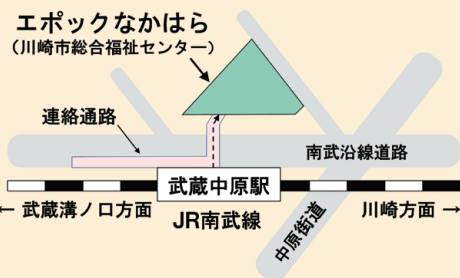 エポックなかはら
（川崎市総合福祉センター）
連絡通路
南武沿線道路
武蔵中原駅
← 武蔵溝ノ口方面
JR南武線
中原街道
川崎方面 →